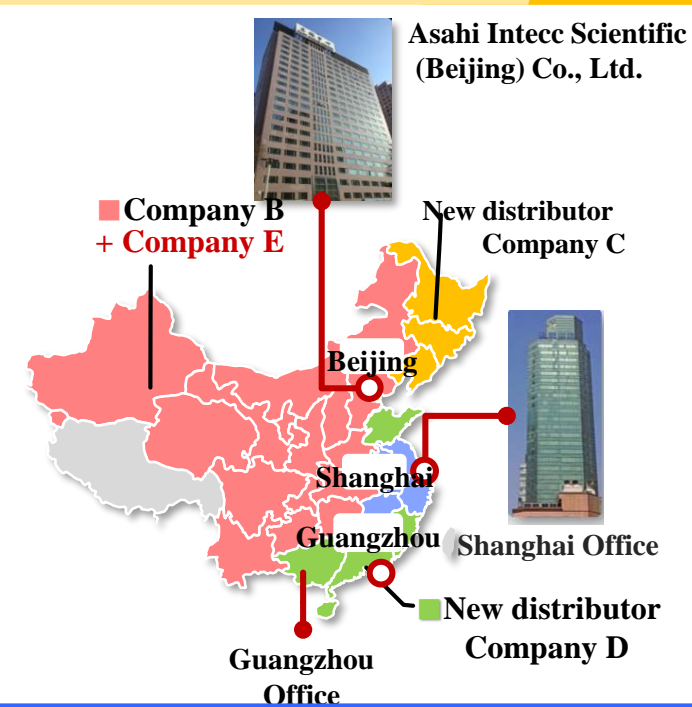 Asahi Intecc Scientific
(Beijing) Co., Ltd.
Company B
+ Company E
New distributor
Company C
Beijing
Shanghai
Guangzhou
Shanghai Office
New distributor
Company D
Guangzhou
Office